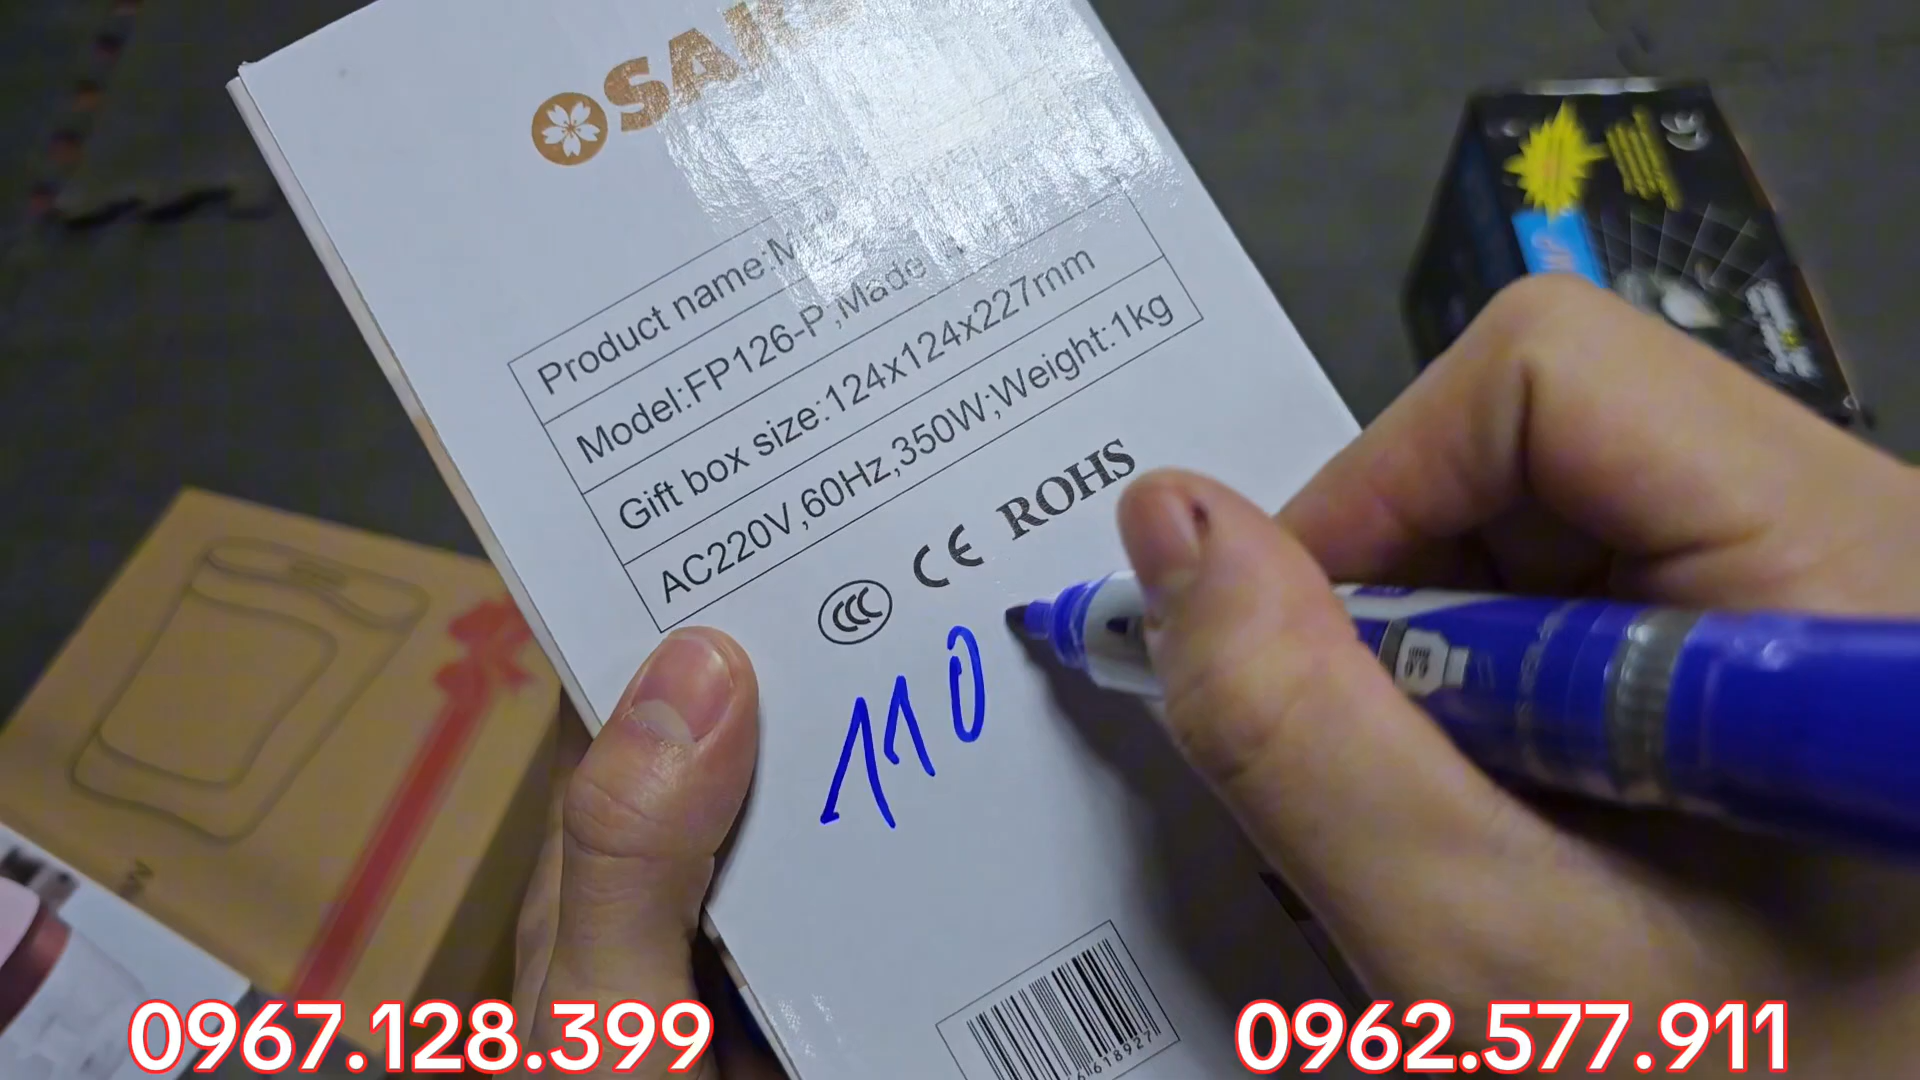 Product name:
Model:FP126-P;Made
Gift box size:124x124x227mm
AC220V,60Hz,350W;Weight:1kg
CCC CE ROHS
110
618927
0967.128.399
0962.577.911